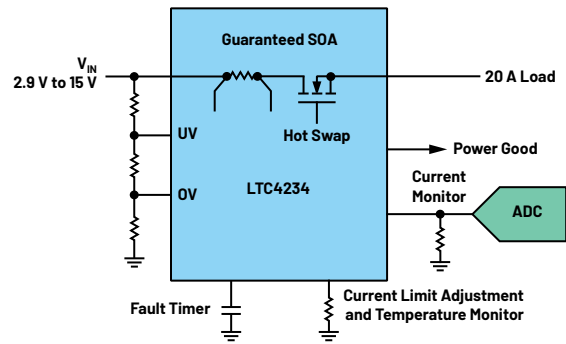 Guaranteed SOA
VIN
2.9 V to 15 V
20 A Load
Hot Swap
UV
Power Good
LTC4234
Current
Monitor
OV
ADC
Fault Timer
Current Limit Adjustment
and Temperature Monitor